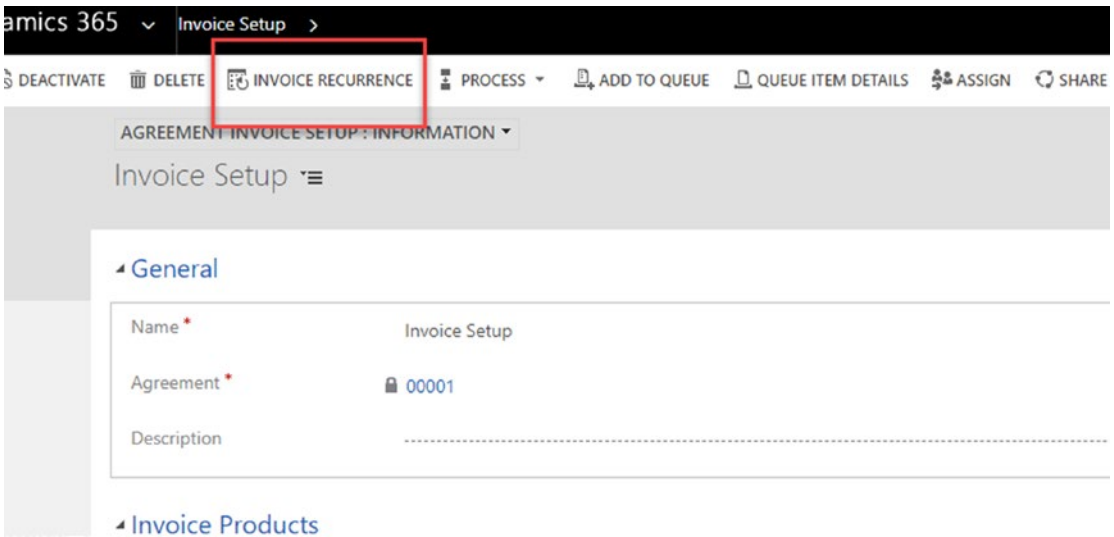 amics 365 Invoice Setup >
DEACTIVATE DELETE INVOICE RECURRENCE PROCESS ADD TO QUEUE QUEUE ITEM DETAILS ASSIGN SHARE
AGREEMENT INVOICE SETUP : INFORMATION
Invoice Setup
General
Name * Invoice Setup
Agreement * 00001
Description
Invoice Products